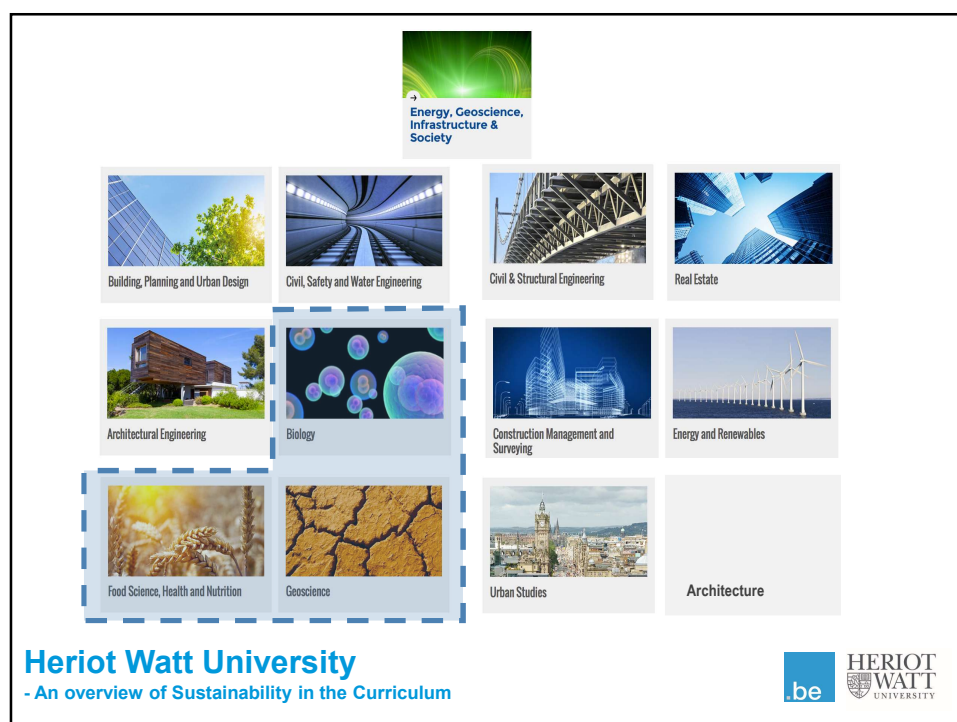 Energy, Geoscience,
Infrastructure &
Society
Building, Planning and Urban Design
Civil, Safety and Water Engineering
Civil & Structural Engineering
Real Estate
Architectural Engineering
Biology
Construction Management and
Surveying
Energy and Renewables
Food Science, Health and Nutrition
Geoscience
Urban Studies
Architecture
Heriot Watt University
- An overview of Sustainability in the Curriculum
.be
HERIOT
WATT
UNIVERSITY